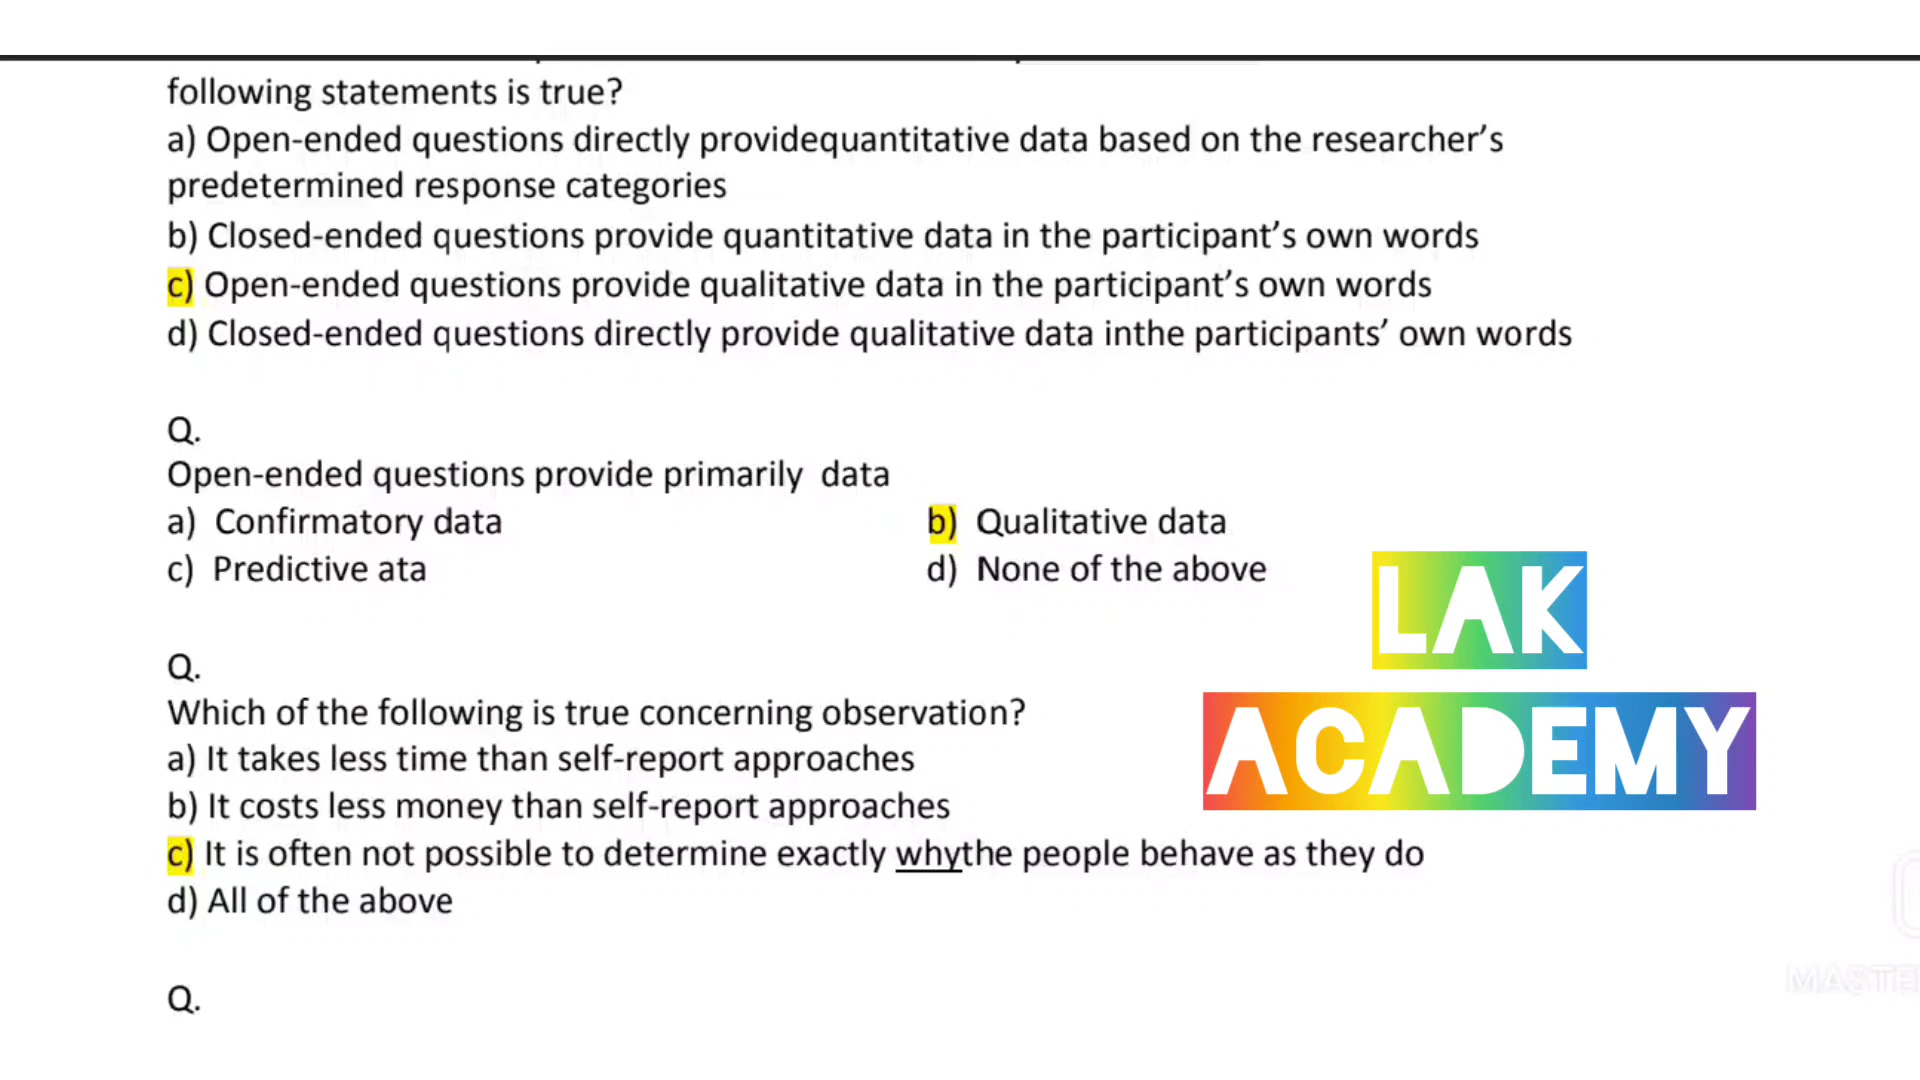 following statements is true?
a) Open-ended questions directly providequantitative data based on the researcher’s
predetermined response categories
b) Closed-ended questions provide quantitative data in the participant’s own words
c) Open-ended questions provide qualitative data in the participant’s own words
d) Closed-ended questions directly provide qualitative data inthe participants’ own words
Q.
Open-ended questions provide primarily  data
a)  Confirmatory data
b)  Qualitative data
c)  Predictive ata
d)  None of the above
LAK
ACADEMY
Q.
Which of the following is true concerning observation?
a) It takes less time than self-report approaches
b) It costs less money than self-report approaches
c) It is often not possible to determine exactly whythe people behave as they do
d) All of the above
Q.